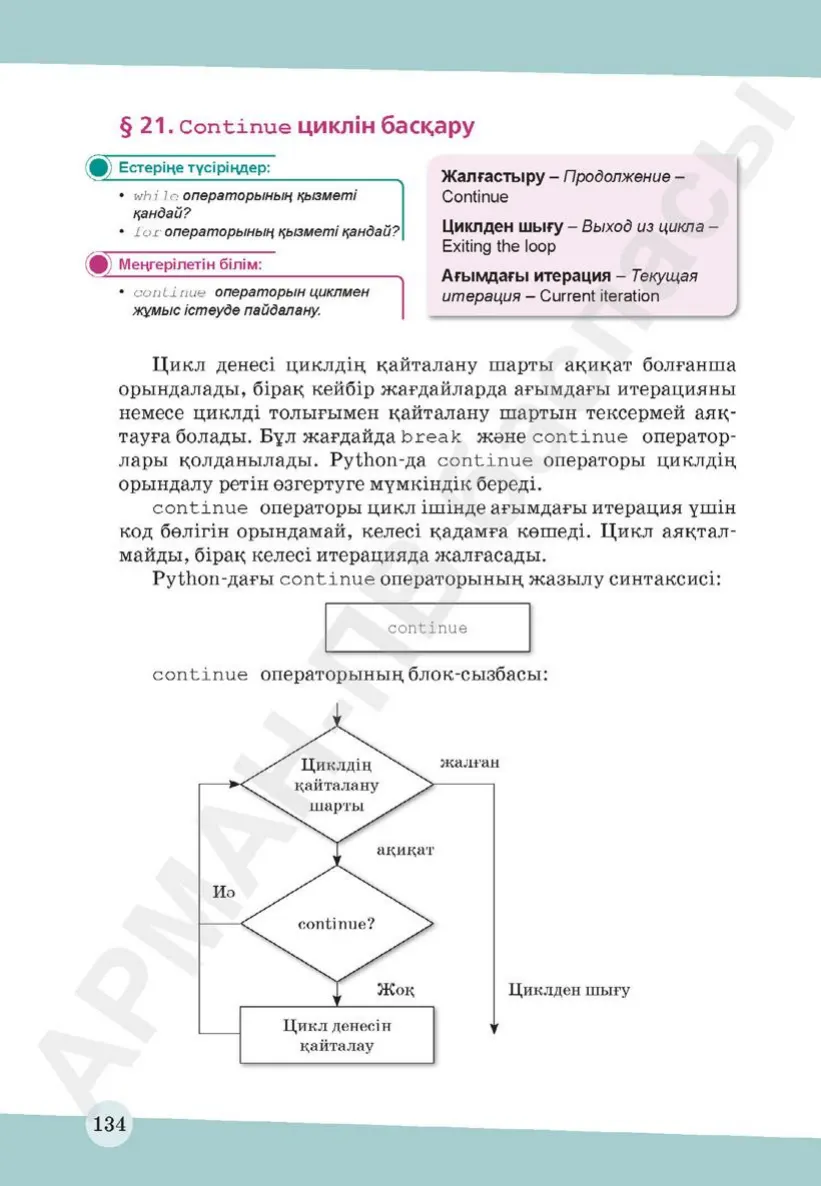 § 21. Continue циклін басқару
Естеріңе түсіріңдер:
• while операторының қызметі
қандай?
• for операторының қызметі қандай?
Меңгерілетін білім:
• continue операторын циклмен
жұмыс істеуде пайдалану.
Жалғастыру – Продолжение –
Continue
Циклден шығу – Выход из цикла –
Exiting the loop
Ағымдағы итерация – Текущая
итерация – Current iteration
Цикл денесі циклдің қайталану шарты ақиқат болғанша
орындалады, бірақ кейбір жағдайларда ағымдағы итерацияны
немесе циклді толығымен қайталану шартын тексермей аяқ-
тауға болады. Бұл жағдайда break және continue оператор-
лары қолданылады. Python-да continue операторы циклдің
орындалу ретін өзгертуге мүмкіндік береді.
continue операторы цикл ішінде ағымдағы итерация үшін
код бөлігін орындамай, келесі қадамға көшеді. Цикл аяқтал-
майды, бірақ келесі итерацияда жалғасады.
Python-дағы continue операторының жазылу синтаксисі:
continue
continue операторының блок-сызбасы:
Циклдің
қайталану
шарты
жалған
ақиқат
Иә
continue?
Жоқ
Циклден шығу
Цикл денесін
қайталау
134
АРМАН-ПВ баспасы